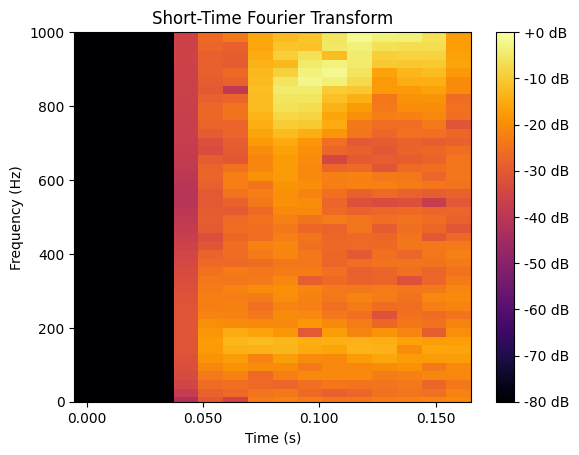 Short-Time Fourier Transform
1000
800
600
400
200
0
Frequency (Hz)
0.000
0.050
0.100
0.150
Time (s)
+0 dB
-10 dB
-20 dB
-30 dB
-40 dB
-50 dB
-60 dB
-70 dB
-80 dB